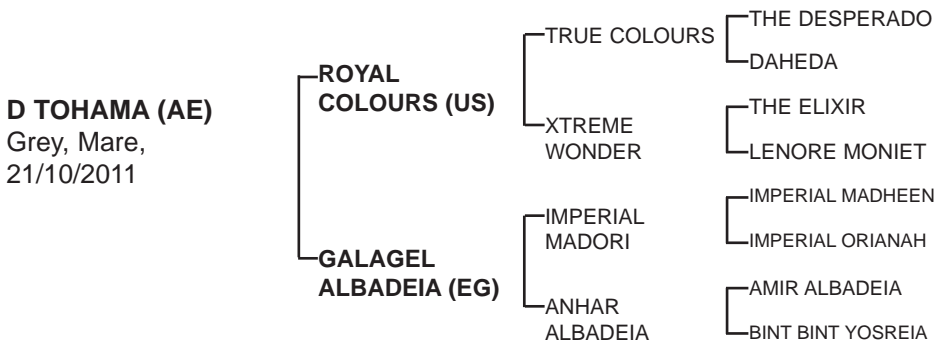 D TOHAMA (AE)
Grey, Mare,
21/10/2011
ROYAL
COLOURS (US)
GALAGEL
ALBADEIA (EG)
TRUE COLOURS
XTREME
WONDER
IMPERIAL
MADORI
ANHAR
ALBADEIA
THE DESPERADO
DAHEDA
THE ELIXIR
LENORE MONIET
IMPERIAL MADHEEN
IMPERIAL ORIANAH
AMIR ALBADEIA
BINT BINT YOSREIA